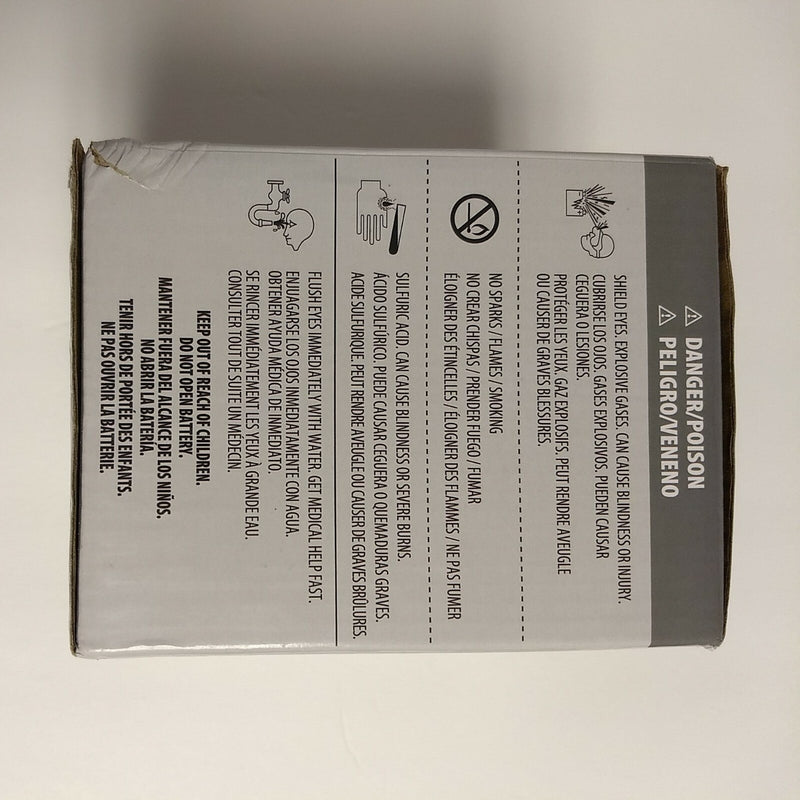 DANGER/POISON
PELIGRO/VENENO
SHIELD EYES. EXPLOSIVE GASES. CAN CAUSE BLINDNESS OR INJURY.
CUBRIRSE LOS OJOS. GASES EXPLOSIVOS. PUEDEN CAUSAR
CEGUERA O LESIONES.
PROTÉGER LES YEUX. GAZ EXPLOSIFS. PEUT RENDRE AVEUGLE
OU CAUSER DE GRAVES BLESSURES.
NO SPARKS / FLAMES / SMOKING
NO CREAR CHISPAS / PRENDER FUEGO / FUMAR
ÉLOIGNER DES ÉTINCELLES / ÉLOIGNER DES FLAMMES / NE PAS FUMER
SULFURIC ACID. CAN CAUSE BLINDNESS OR SEVERE BURNS.
ÁCIDO SULFÍRICO. PUEDE CAUSAR CEGUERA O QUEMADURAS GRAVES.
ACIDE SULFURIQUE. PEUT RENDRE AVEUGLE OU CAUSER DE GRAVES BRÛLURES.
FLUSH EYES IMMEDIATELY WITH WATER. GET MEDICAL HELP FAST.
ENJUAGARSE LOS OJOS INMEDIATAMENTE CON AGUA.
OBTENER AYUDA MÉDICA DE INMEDIATO.
SE RINCER IMMÉDIATEMENT LES YEUX À GRANDE EAU.
CONSULTER TOUT DE SUITE UN MÉDECIN.
KEEP OUT OF REACH OF CHILDREN.
DO NOT OPEN BATTERY.
MANTENER FUERA DEL ALCANCE DE LOS NIÑOS.
NO ABRIR LA BATERÍA.
TENIR HORS DE PORTÉE DES ENFANTS.
NE PAS OUVRIR LA BATTERIE.